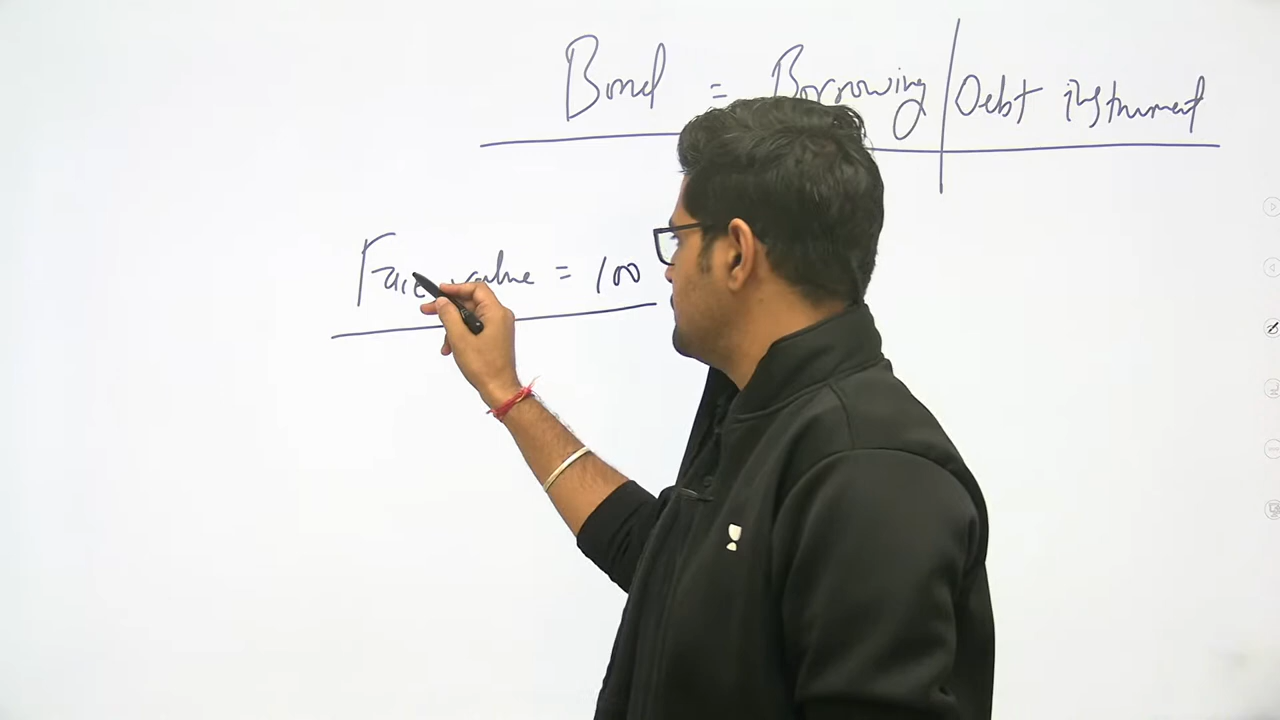 Bond = Borrowing | Debt instrument
Face value = 100